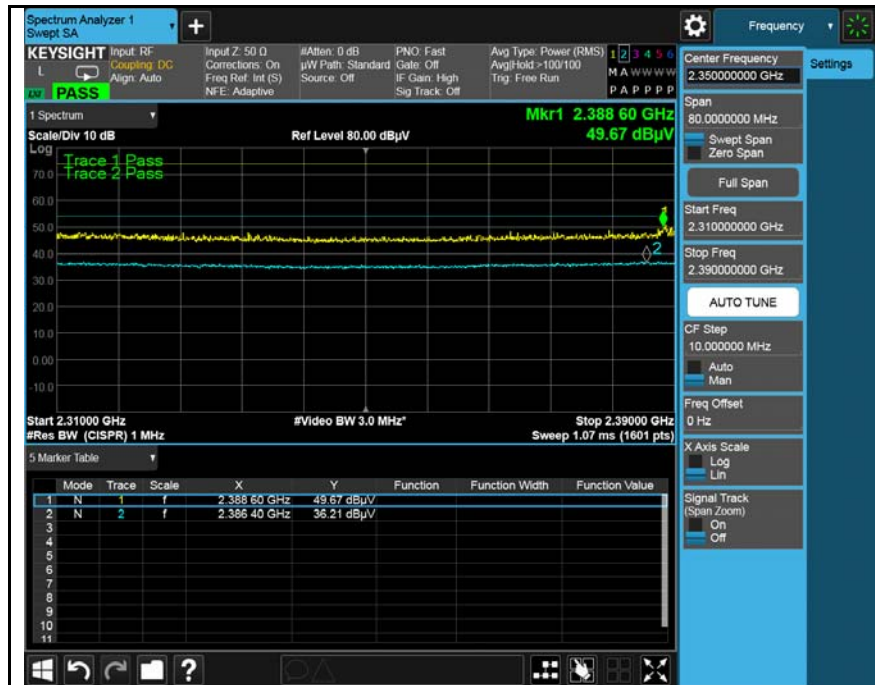 Spectrum Analyzer 1
Swept SA
+
Frequency
KEYSIGHT
L
LXI
PASS
Input: RF
Coupling: DC
Align: Auto
Input Z: 50 Ω
Corrections: On
Freq Ref: Int (S)
NFE: Adaptive
#Atten: 0 dB
µW Path: Standard
Source: Off
PNO: Fast
Gate: Off
IF Gain: High
Sig Track: Off
Avg Type: Power (RMS)
Avg|Hold >100/100
Trig: Free Run
1 2 3 4 5 6
M A W W W W
P A P P P P
1 Spectrum
Mkr1 2.388 60 GHz
Scale/Div 10 dB
Ref Level 80.00 dBµV
49.67 dBµV
Log
Trace 1 Pass
Trace 2 Pass
70.0
60.0
50.0
40.0
30.0
20.0
10.0
0.00
-10.0
1
2
Start 2.31000 GHz
#Video BW 3.0 MHz*
Stop 2.39000 GHz
#Res BW (CISPR) 1 MHz
Sweep 1.07 ms (1601 pts)
5 Marker Table
Mode Trace Scale X Y Function Function Width Function Value
1 N 1 f 2.388 60 GHz 49.67 dBµV
2 N 2 f 2.386 40 GHz 36.21 dBµV
3
4
5
6
7
8
9
10
11
?
Settings
Center Frequency
2.350000000 GHz
Span
80.0000000 MHz
Swept Span
Zero Span
Full Span
Start Freq
2.310000000 GHz
Stop Freq
2.390000000 GHz
AUTO TUNE
CF Step
10.000000 MHz
Auto
Man
Freq Offset
0 Hz
X Axis Scale
Log
Lin
Signal Track
(Span Zoom)
On
Off